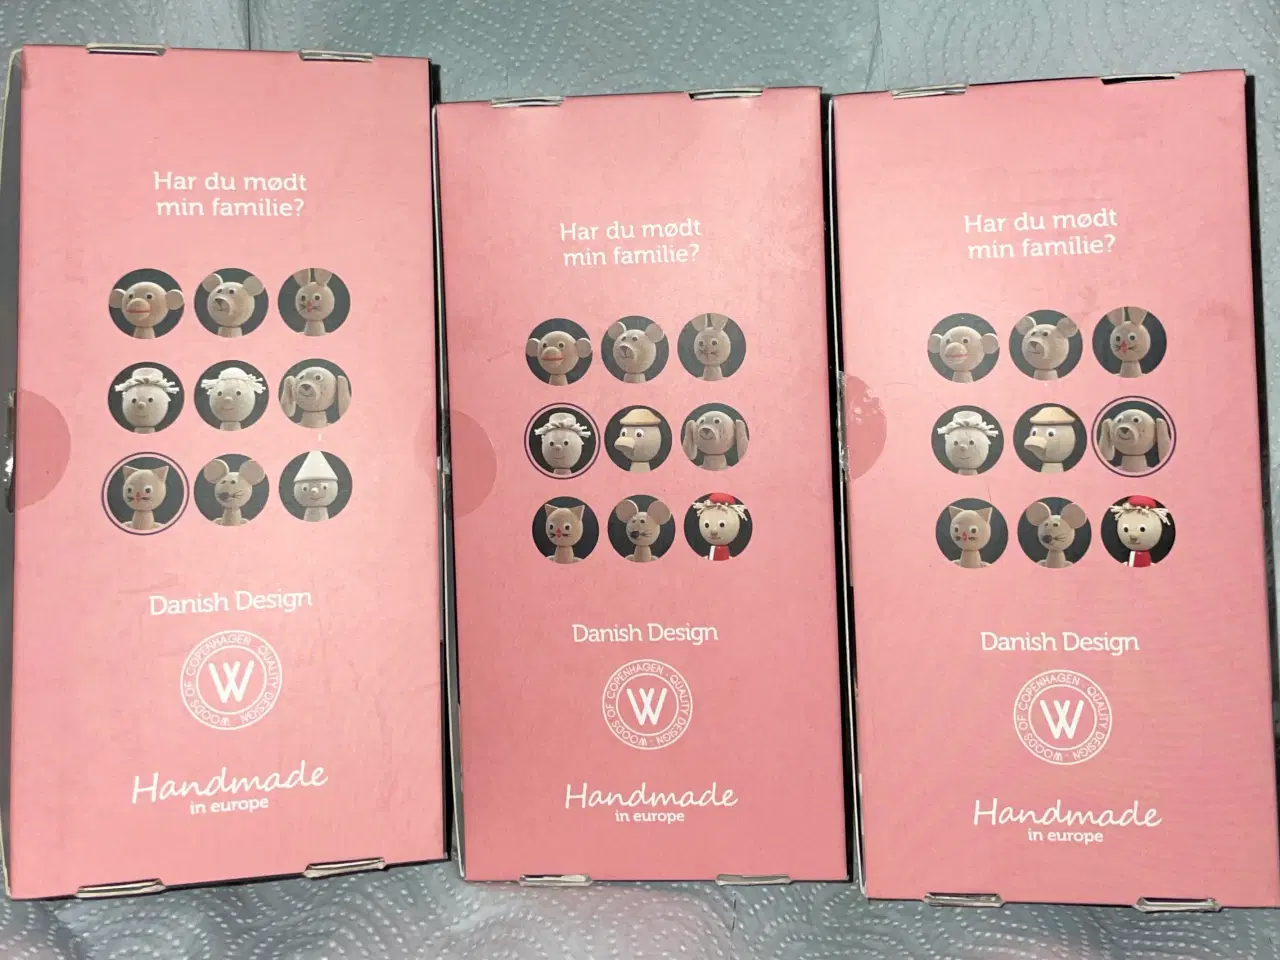 Har du mødt
min familie?
Danish Design
WOODS OF COPENHAGEN · QUALITY DESIGN ·
W
Handmade
in europe
Har du mødt
min familie?
Danish Design
WOODS OF COPENHAGEN · QUALITY DESIGN ·
W
Handmade
in europe
Har du mødt
min familie?
Danish Design
WOODS OF COPENHAGEN · QUALITY DESIGN ·
W
Handmade
in europe